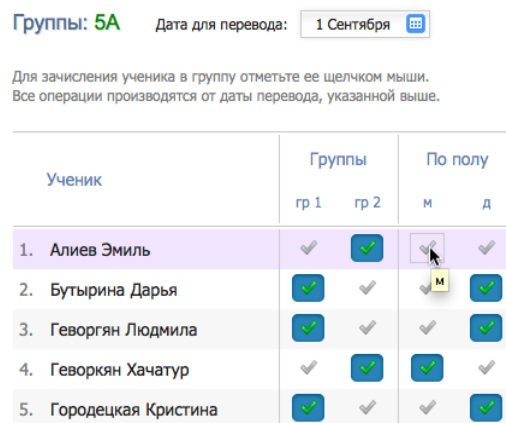 Группы: 5А Дата для перевода: 1 Сентября
Для зачисления ученика в группу отметьте ее щелчком мыши.
Все операции производятся от даты перевода, указанной выше.
Ученик Группы По полу
гр 1 гр 2 м д
1. Алиев Эмиль
м
2. Бутырина Дарья
3. Геворгян Людмила
4. Геворкян Хачатур
5. Городецкая Кристина